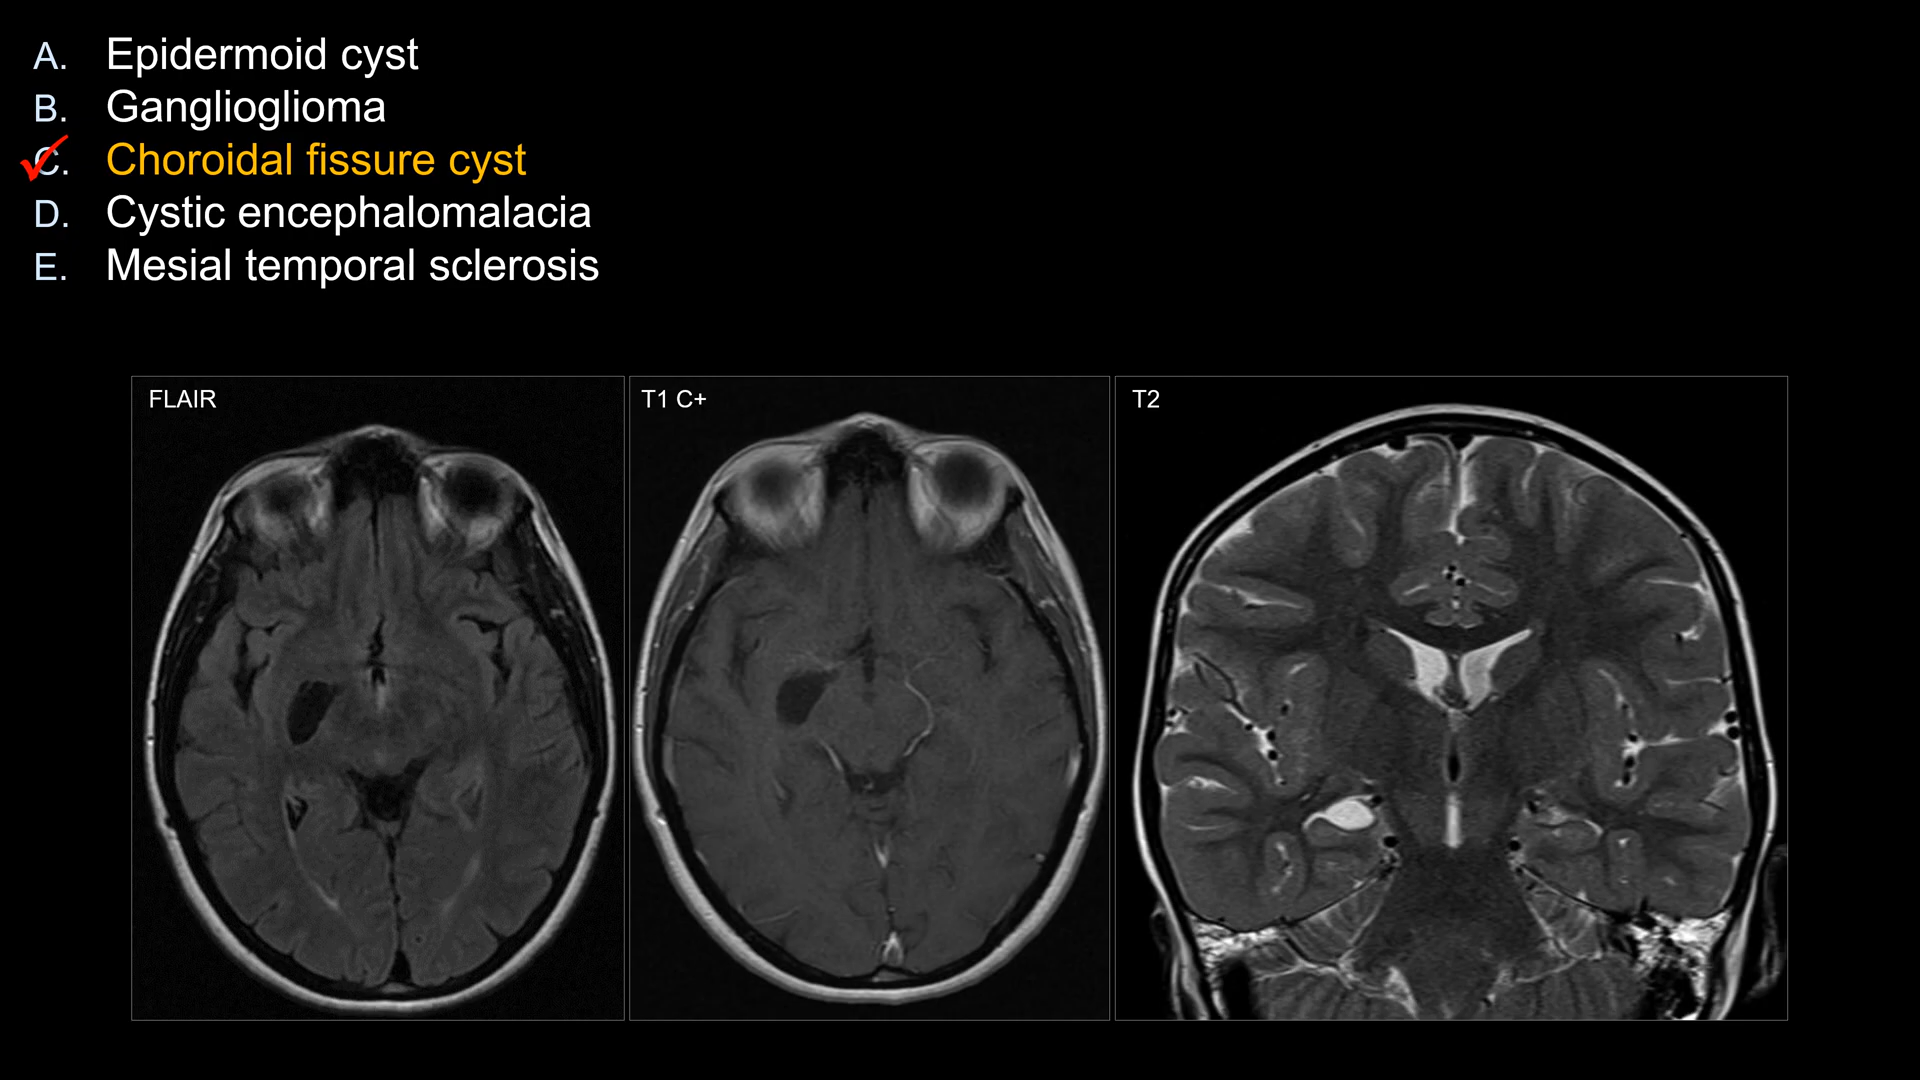 A. Epidermoid cyst
B. Ganglioglioma
C. Choroidal fissure cyst
D. Cystic encephalomalacia
E. Mesial temporal sclerosis
FLAIR
T1 C+
T2